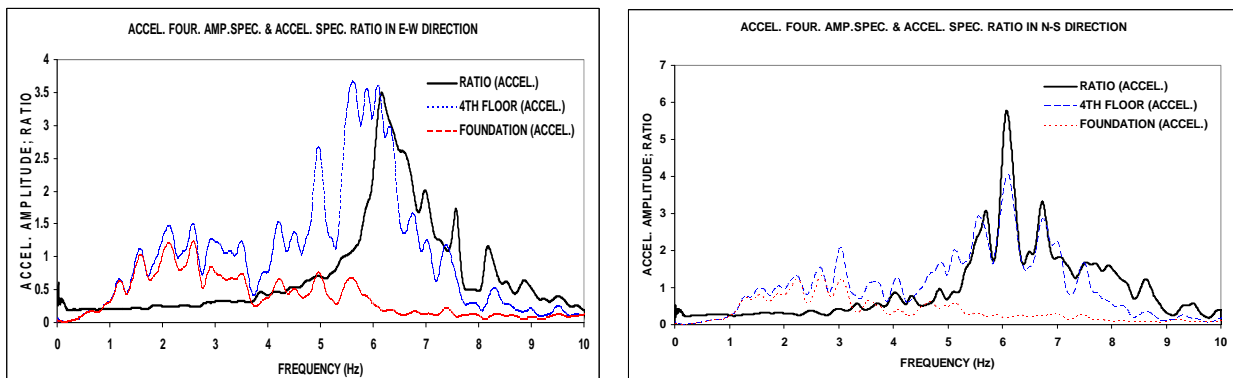 ACCEL. FOUR. AMP.SPEC. & ACCEL. SPEC. RATIO IN E-W DIRECTION
ACCEL. AMPLITUDE; RATIO
4
3.5
3
2.5
2
1.5
1
0.5
0
RATIO (ACCEL.)
4TH FLOOR (ACCEL.)
FOUNDATION (ACCEL.)
0 1 2 3 4 5 6 7 8 9 10
FREQUENCY (Hz)
ACCEL. FOUR. AMP.SPEC. & ACCEL. SPEC. RATIO IN N-S DIRECTION
ACCEL. AMPLITUDE; RATIO
7
6
5
4
3
2
1
0
RATIO (ACCEL.)
4TH FLOOR (ACCEL.)
FOUNDATION (ACCEL.)
0 1 2 3 4 5 6 7 8 9 10
FREQUENCY (Hz)